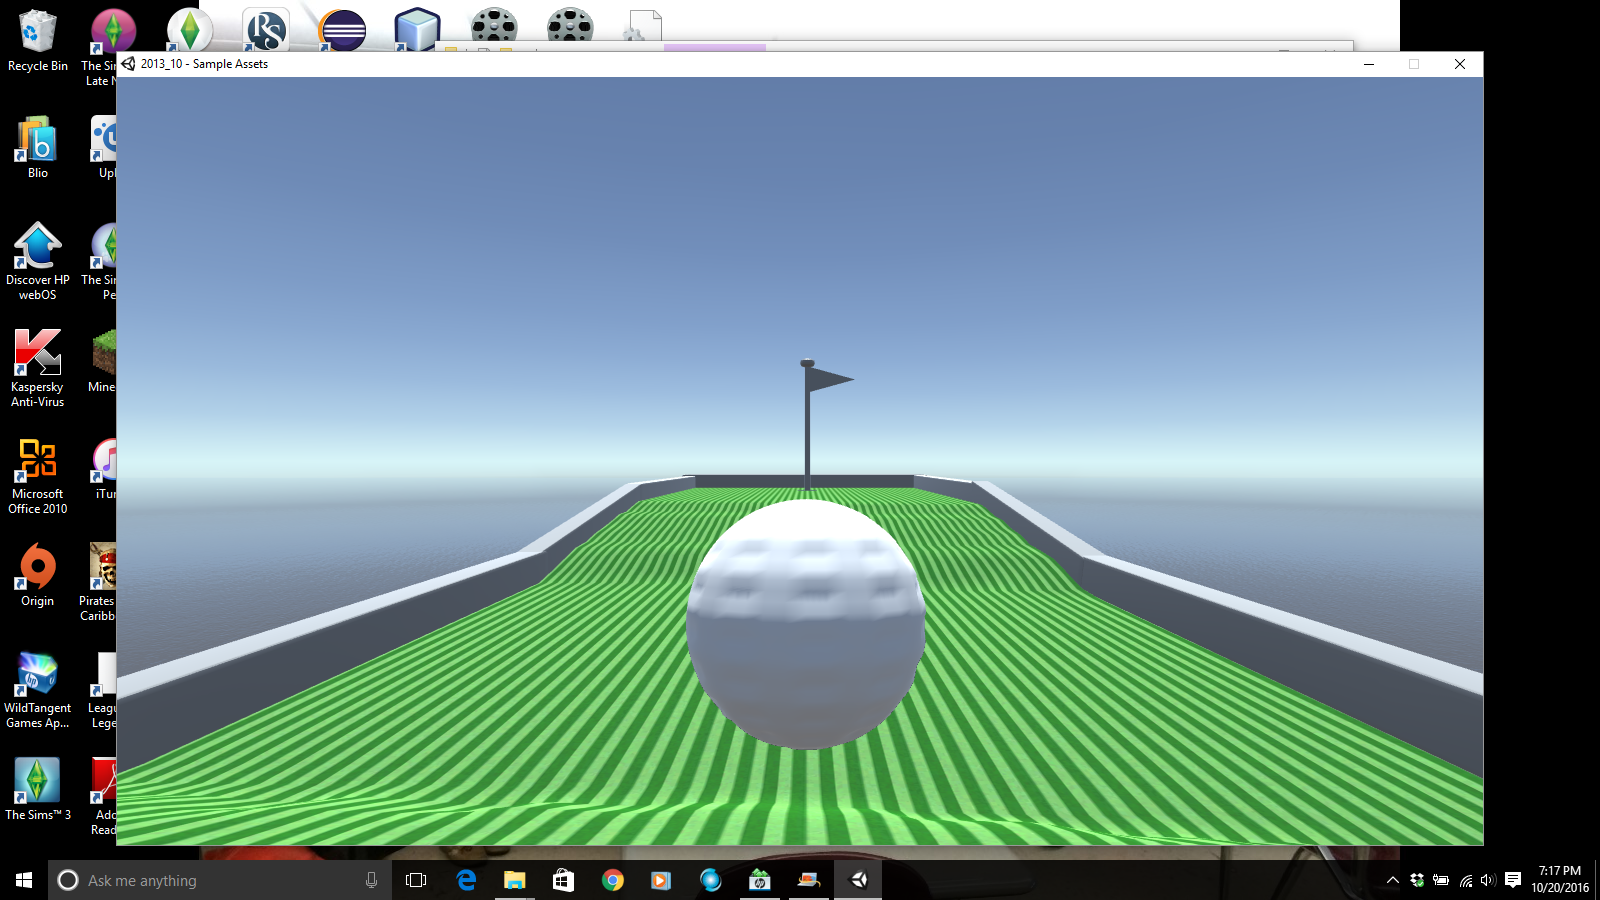 2013_10 - Sample Assets
Recycle Bin
The Si
Late N
RS
Blio
Upl
Discover HP
webOS
The Si
Pe
Kaspersky
Anti-Virus
Mine
Microsoft
Office 2010
iTu
Origin
Pirates
Caribb
WildTangent
Games Ap...
Leagu
Lege
The Sims™ 3
Ado
Read
Ask me anything
7:17 PM
10/20/2016